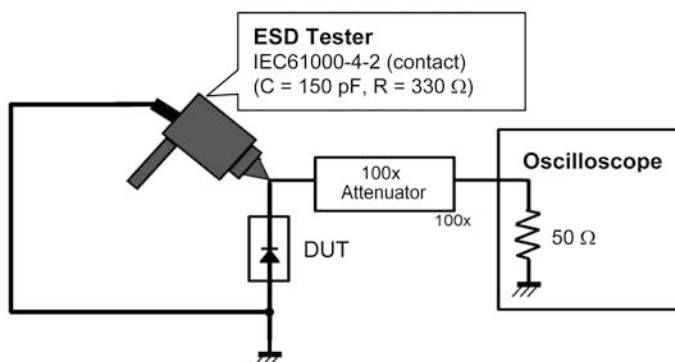 ESD Tester
IEC61000-4-2 (contact)
(C = 150 pF, R = 330 Ω)
100x
Attenuator
100x
Oscilloscope
50 Ω
DUT